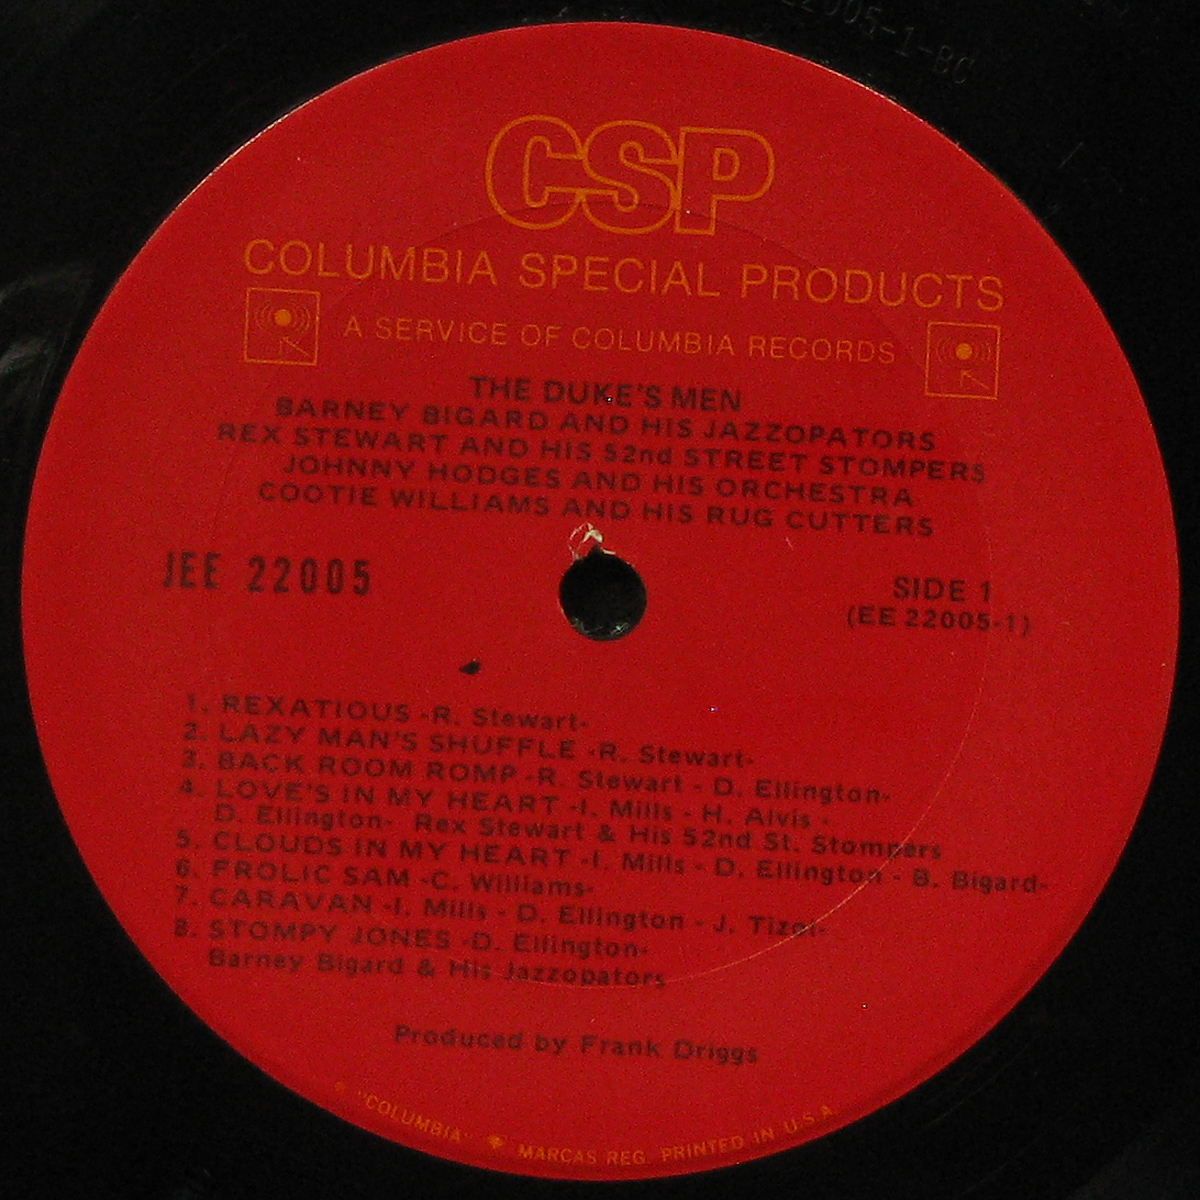 22005-1-BC
CSP
COLUMBIA SPECIAL PRODUCTS
A SERVICE OF COLUMBIA RECORDS
THE DUKE'S MEN
BARNEY BIGARD AND HIS JAZZOPATORS
REX STEWART AND HIS 52nd STREET STOMPERS
JOHNNY HODGES AND HIS ORCHESTRA
COOTIE WILLIAMS AND HIS RUG CUTTERS
JEE 22005
SIDE 1
(EE 22005-1)
1. REXATIOUS -R. Stewart-
2. LAZY MAN'S SHUFFLE -R. Stewart-
3. BACK ROOM ROMP -R. Stewart - D. Ellington-
4. LOVE'S IN MY HEART -I. Mills - H. Alvis -
D. Ellington- Rex Stewart & His 52nd St. Stompers
5. CLOUDS IN MY HEART -I. Mills - D. Ellington - B. Bigard-
6. FROLIC SAM -C. Williams-
7. CARAVAN -I. Mills - D. Ellington - J. Tizol-
8. STOMPY JONES -D. Ellington-
Barney Bigard & His Jazzopators
Produced by Frank Driggs
"COLUMBIA" MARCAS REG. PRINTED IN U.S.A.